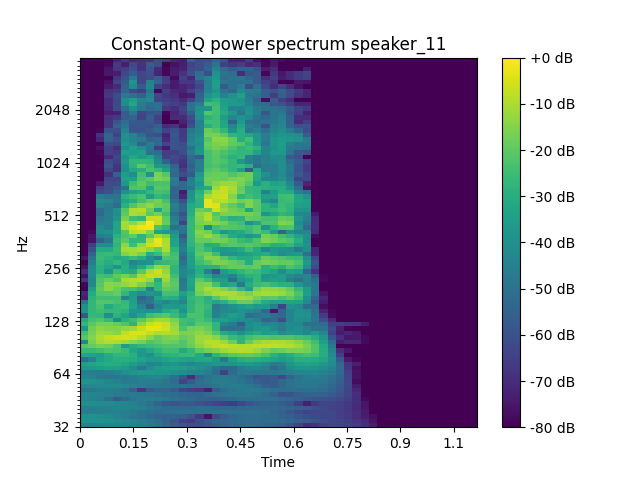 Constant-Q power spectrum speaker_11
Hz
2048
1024
512
256
128
64
32
0 0.15 0.3 0.45 0.6 0.75 0.9 1.1
Time
+0 dB
-10 dB
-20 dB
-30 dB
-40 dB
-50 dB
-60 dB
-70 dB
-80 dB